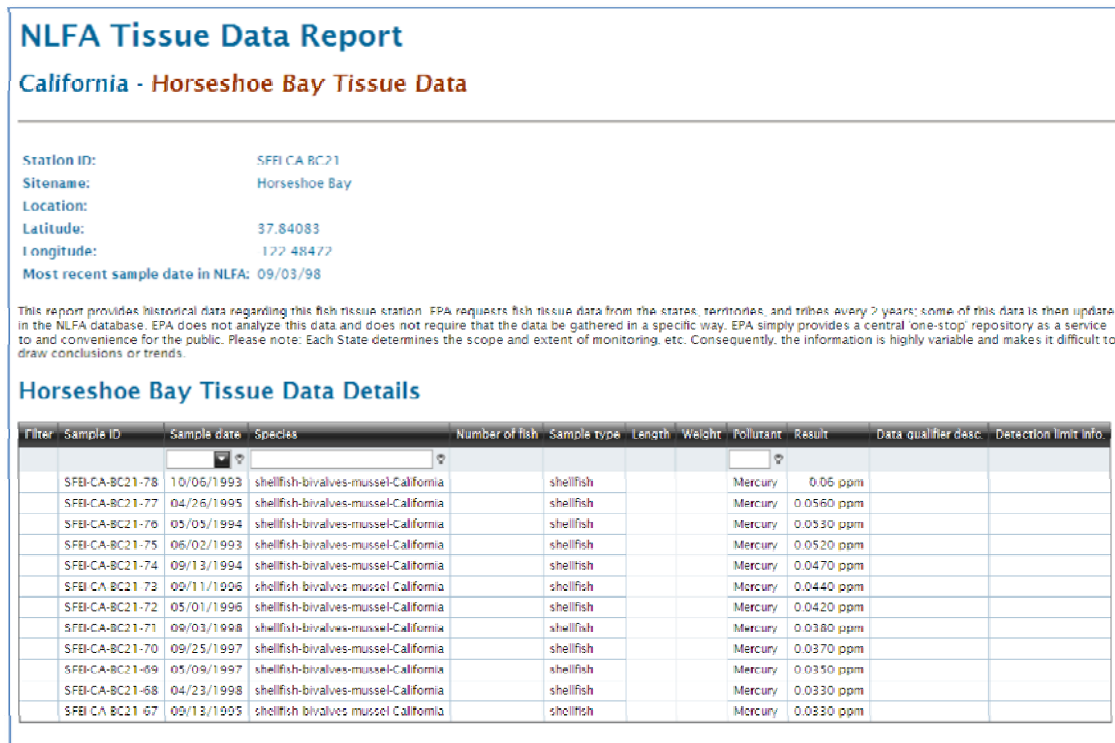 NLFA Tissue Data Report
California - Horseshoe Bay Tissue Data
Station ID: SFEI-CA-BC21
Sitename: Horseshoe Bay
Location:
Latitude: 37.84083
Longitude: -122.48472
Most recent sample date in NLFA: 09/03/98
This report provides historical data regarding this fish tissue station. EPA requests fish tissue data from the states, territories, and tribes every 2 years; some of this data is then update
in the NLFA database. EPA does not analyze this data and does not require that the data be gathered in a specific way. EPA simply provides a central 'one-stop' repository as a service
to and convenience for the public. Please note: Each State determines the scope and extent of monitoring, etc. Consequently, the information is highly variable and makes it difficult to
draw conclusions or trends.
Horseshoe Bay Tissue Data Details
Filter Sample ID Sample date Species Number of fish Sample type Length Weight Pollutant Result Data qualifier desc. Detection limit info.
SFEI-CA-BC21-78 10/06/1993 shellfish-bivalves-mussel-California shellfish Mercury 0.06 ppm
SFEI-CA-BC21-77 04/26/1995 shellfish-bivalves-mussel-California shellfish Mercury 0.0560 ppm
SFEI-CA-BC21-76 05/05/1994 shellfish-bivalves-mussel-California shellfish Mercury 0.0530 ppm
SFEI-CA-BC21-75 06/02/1993 shellfish-bivalves-mussel-California shellfish Mercury 0.0520 ppm
SFEI-CA-BC21-74 09/13/1994 shellfish-bivalves-mussel-California shellfish Mercury 0.0470 ppm
SFEI-CA-BC21-73 09/11/1996 shellfish-bivalves-mussel-California shellfish Mercury 0.0440 ppm
SFEI-CA-BC21-72 05/01/1996 shellfish-bivalves-mussel-California shellfish Mercury 0.0420 ppm
SFEI-CA-BC21-71 09/03/1998 shellfish-bivalves-mussel-California shellfish Mercury 0.0380 ppm
SFEI-CA-BC21-70 09/25/1997 shellfish-bivalves-mussel-California shellfish Mercury 0.0370 ppm
SFEI-CA-BC21-69 05/09/1997 shellfish-bivalves-mussel-California shellfish Mercury 0.0350 ppm
SFEI-CA-BC21-68 04/23/1998 shellfish-bivalves-mussel-California shellfish Mercury 0.0330 ppm
SFEI-CA-BC21-67 09/13/1995 shellfish-bivalves-mussel-California shellfish Mercury 0.0330 ppm